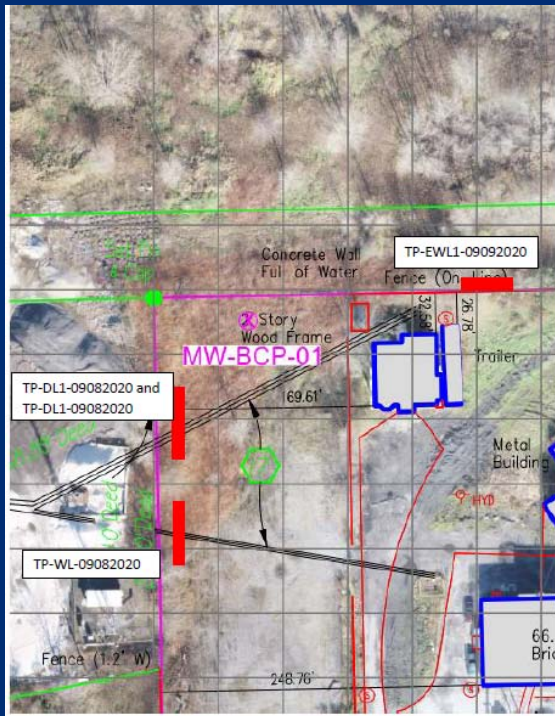 TP-EWL1-09092020
Concrete Wall
Full of Water
Fence (On Line)
32.58'
26.78'
S
2 Story
Wood Frame
MW-BCP-01
Trailer
TP-DL1-09082020 and
TP-DL1-09082020
169.61'
Metal
Building
HYD
TP-WL-09082020
Fence (1.2' W)
248.76'
66.
Bric
S
S